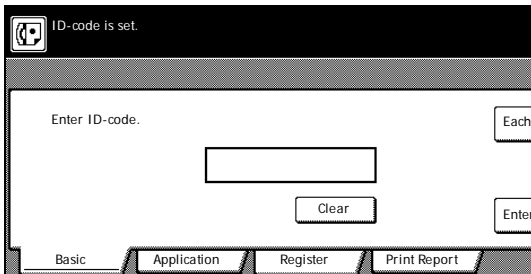 ID-code is set.
Enter ID-code.
Each
Clear
Enter
Basic
Application
Register
Print Report